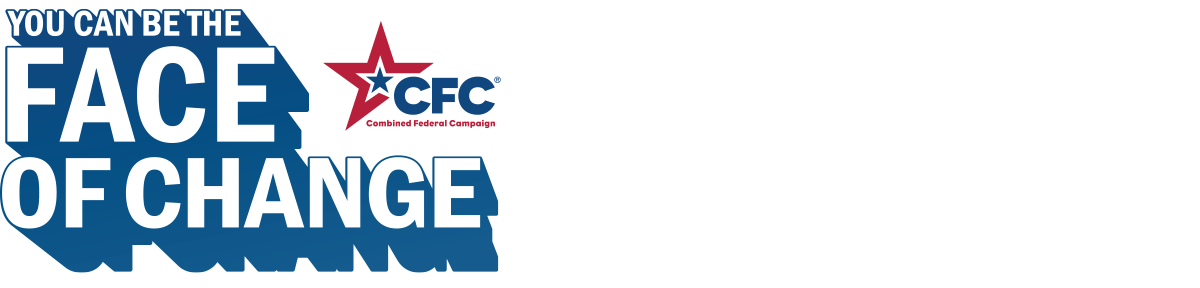 YOU CAN BE THE
FACE
OF CHANGE
CFC®
Combined Federal Campaign